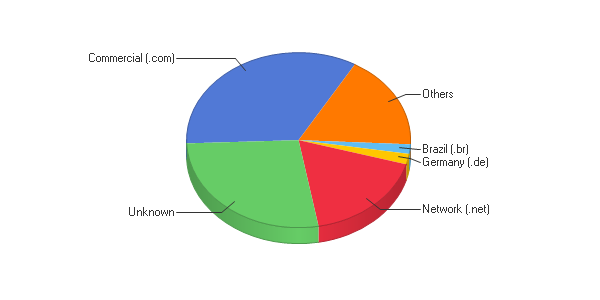 Commercial (.com)
Others
Brazil (.br)
Germany (.de)
Unknown
Network (.net)